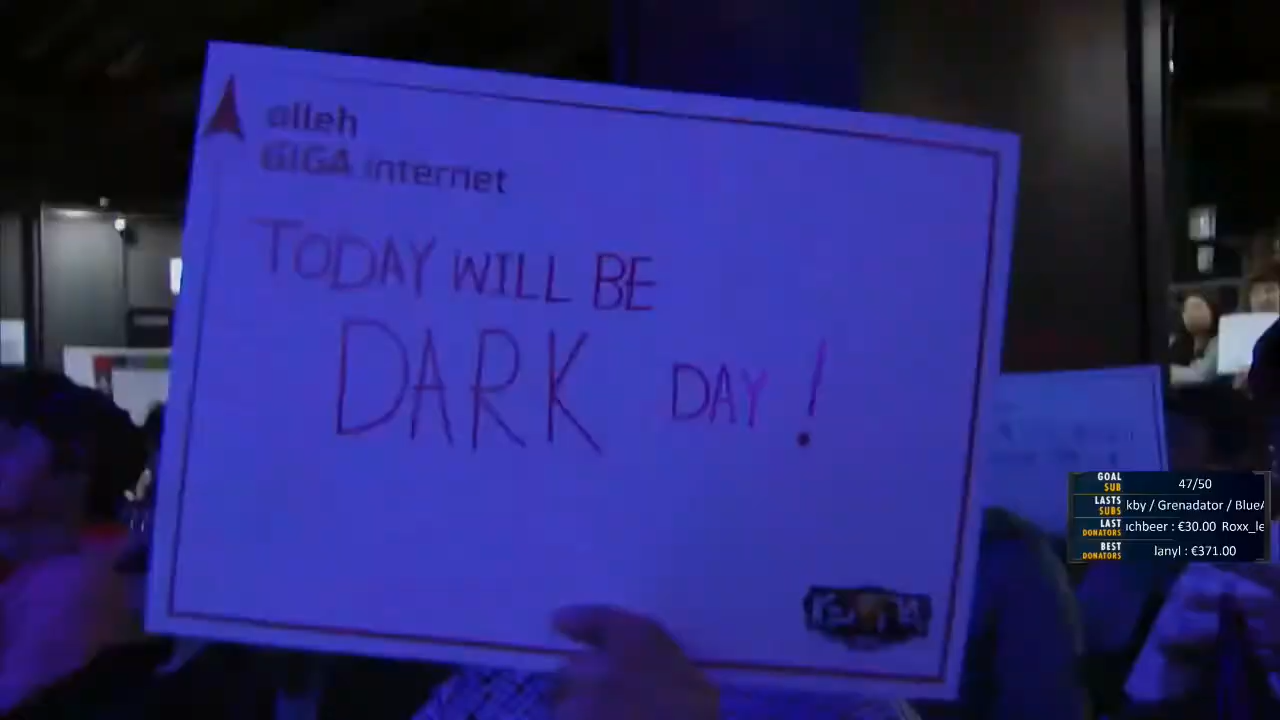 olleh
GiGA internet
TODAY WILL BE
DARK DAY!
GOAL SUB 47/50
LASTS SUBS kby / Grenadator / Blue
LAST DONATORS chbeer : €30.00 Roxx_le
BEST DONATORS lanyl : €371.00